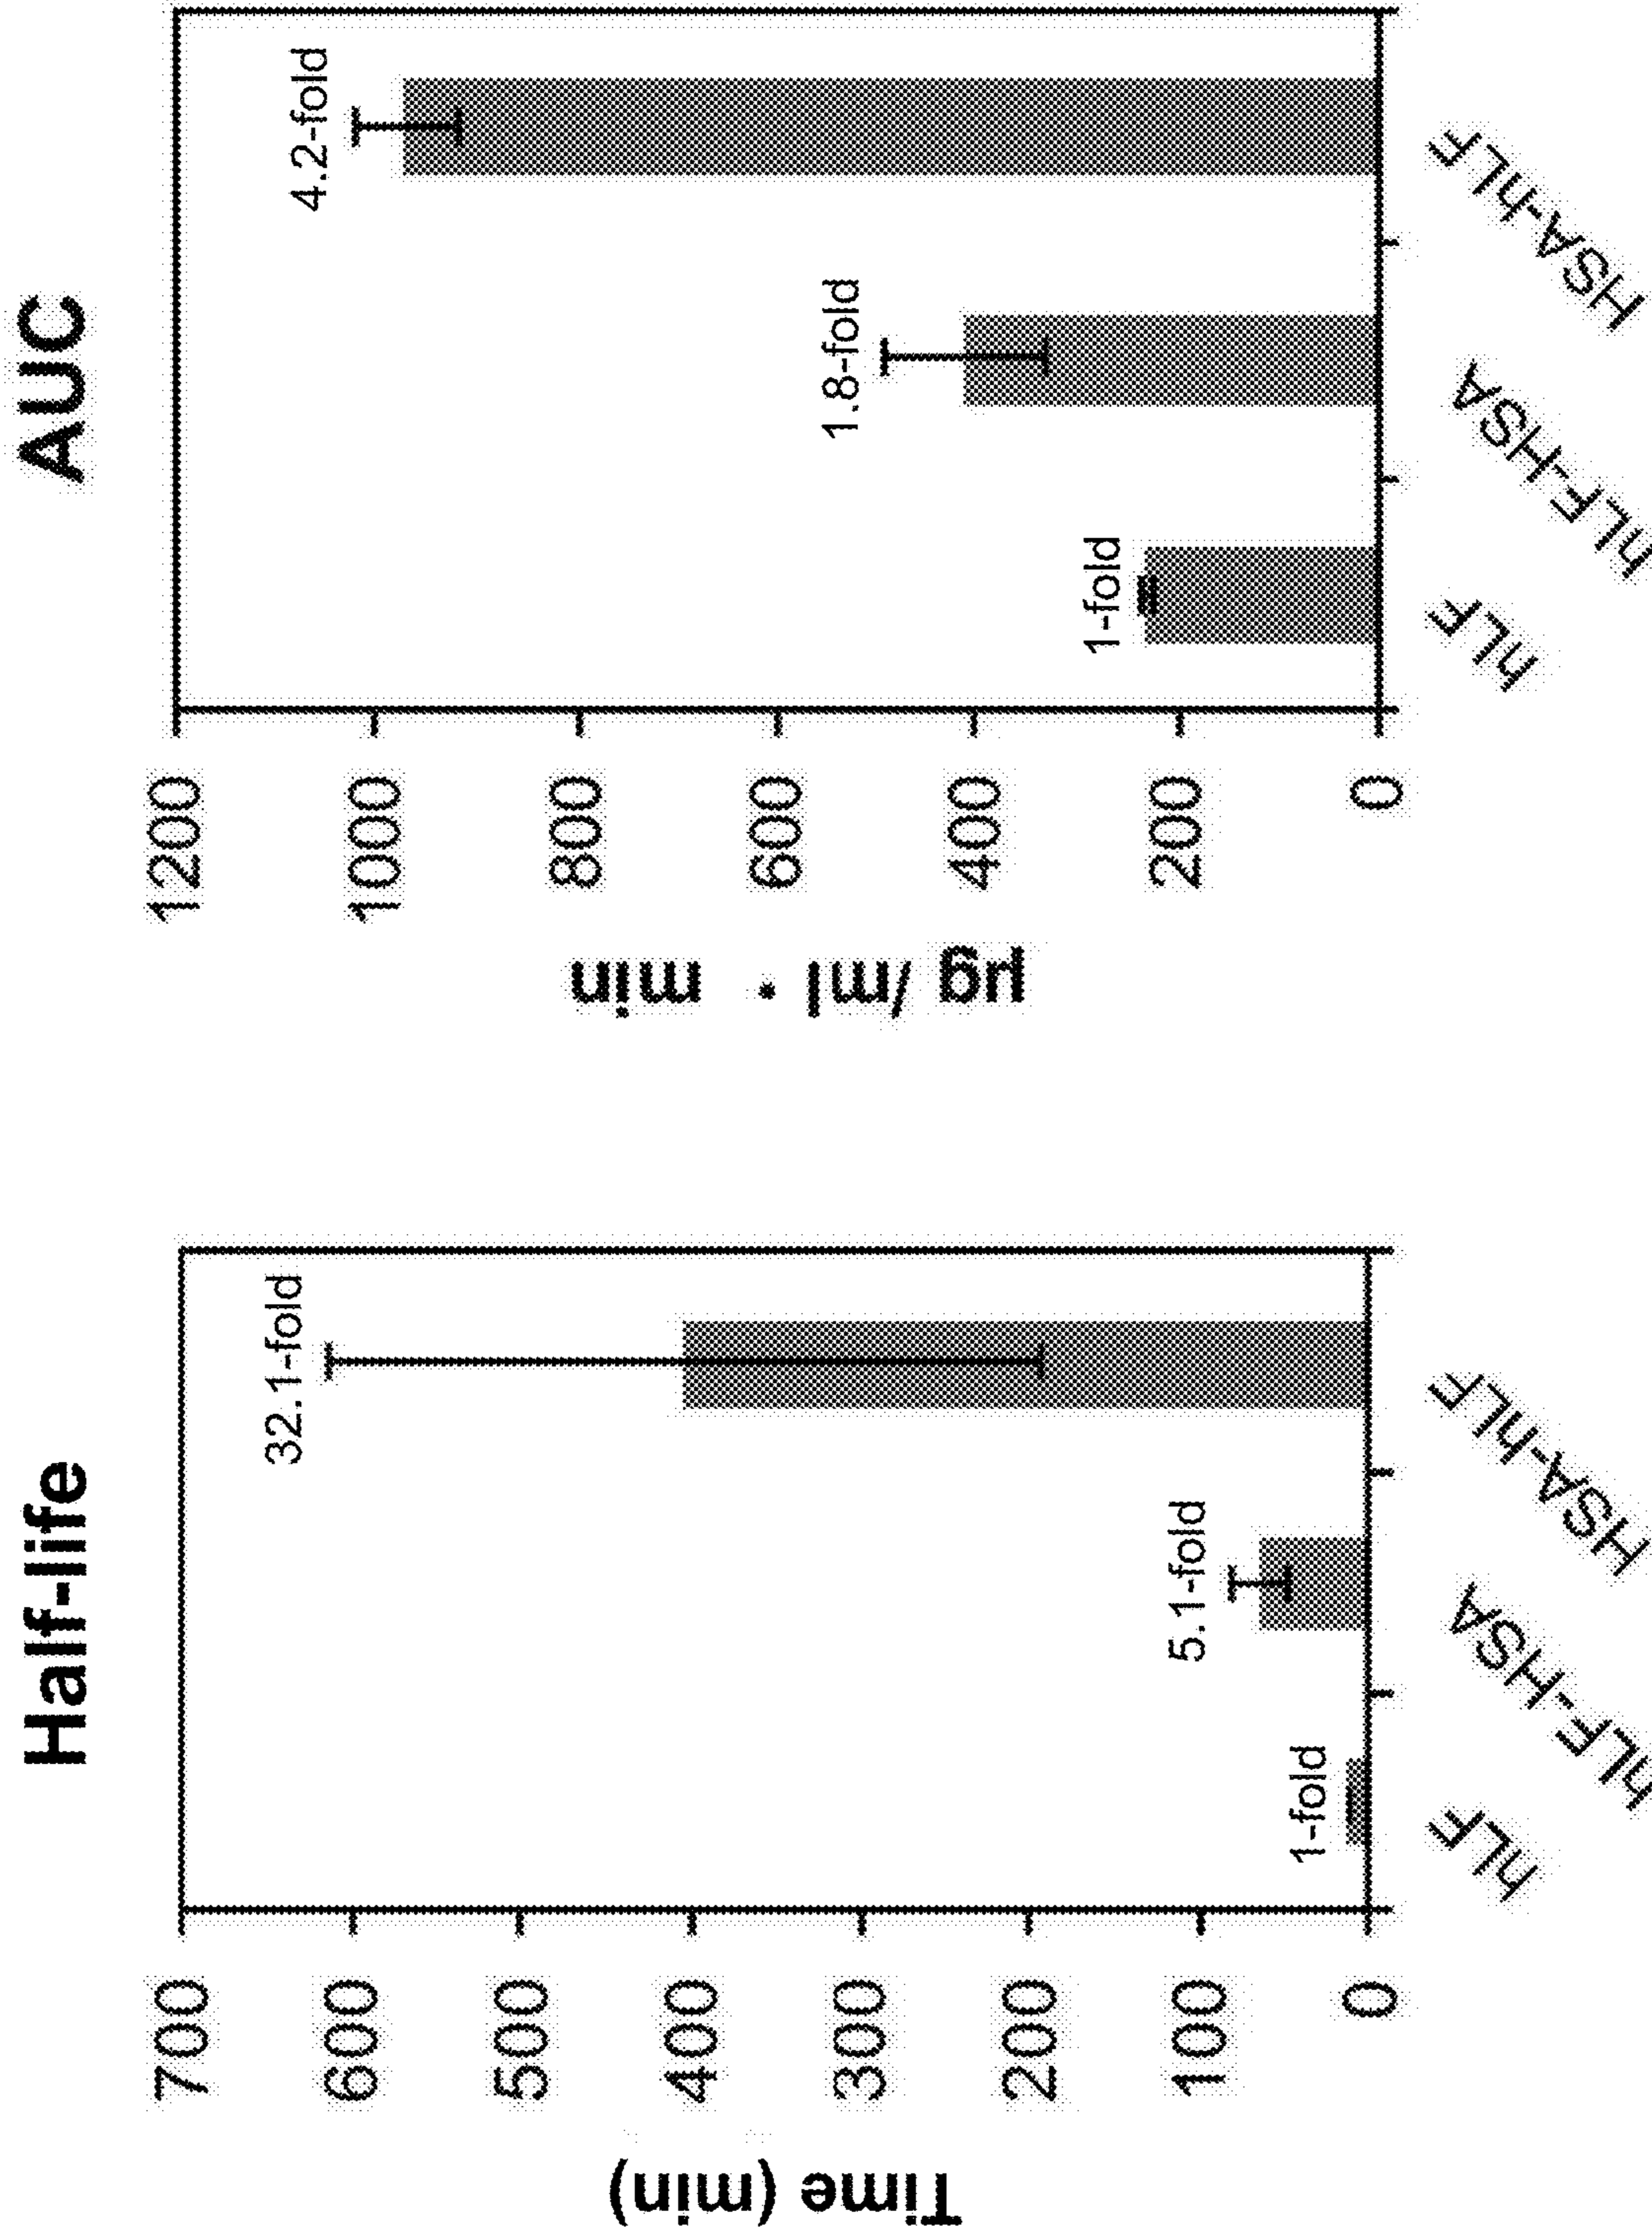 Half-life
Time (min)
700
600
500
400
300
200
100
0
1-fold
5.1-fold
32.1-fold
hLF
hLF-HSA
HSA-hLF
AUC
µg /ml * min
1200
1000
800
600
400
200
0
1-fold
1.8-fold
4.2-fold
hLF
hLF-HSA
HSA-hLF